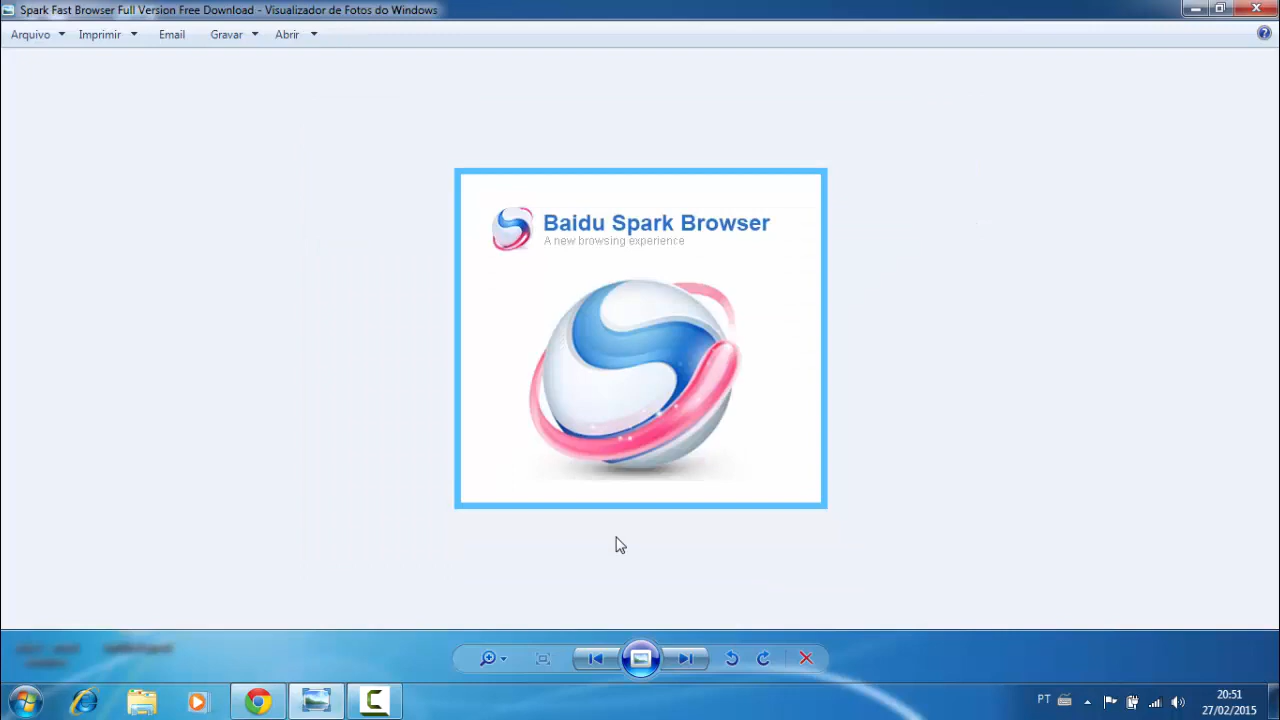 Spark Fast Browser Full Version Free Download - Visualizador de Fotos do Windows
Arquivo Imprimir Email Gravar Abrir
Baidu Spark Browser
A new browsing experience
PT
20:51
27/02/2015